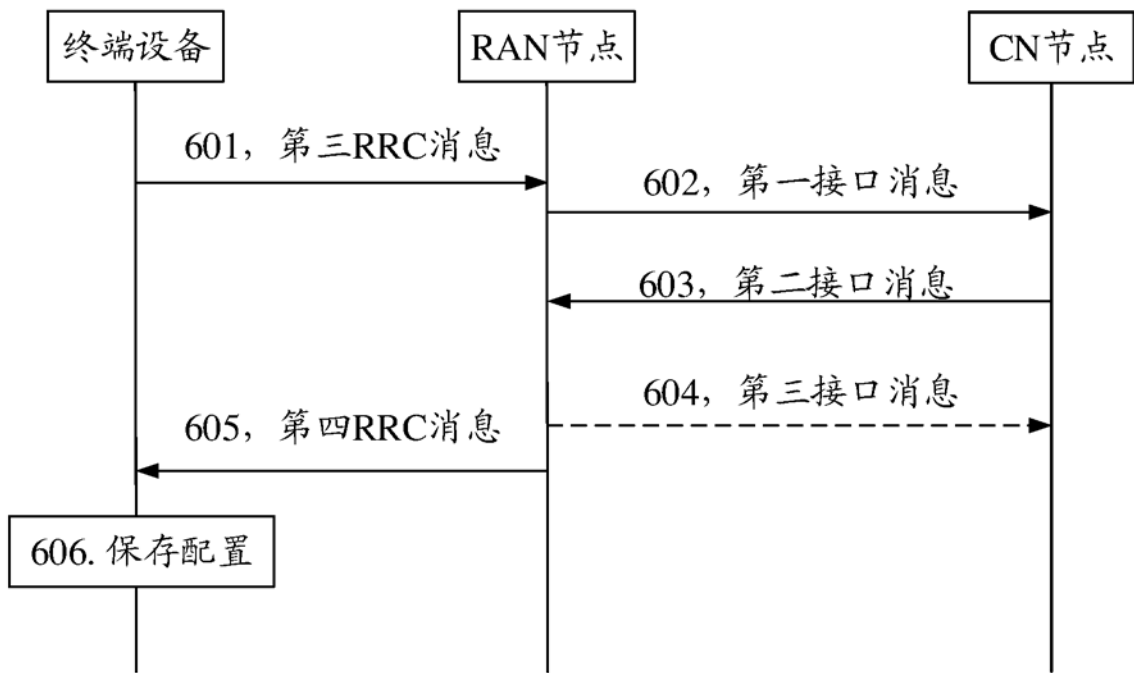 终端设备
RAN节点
CN节点
601，第三RRC消息
602，第一接口消息
603，第二接口消息
604，第三接口消息
605，第四RRC消息
606. 保存配置